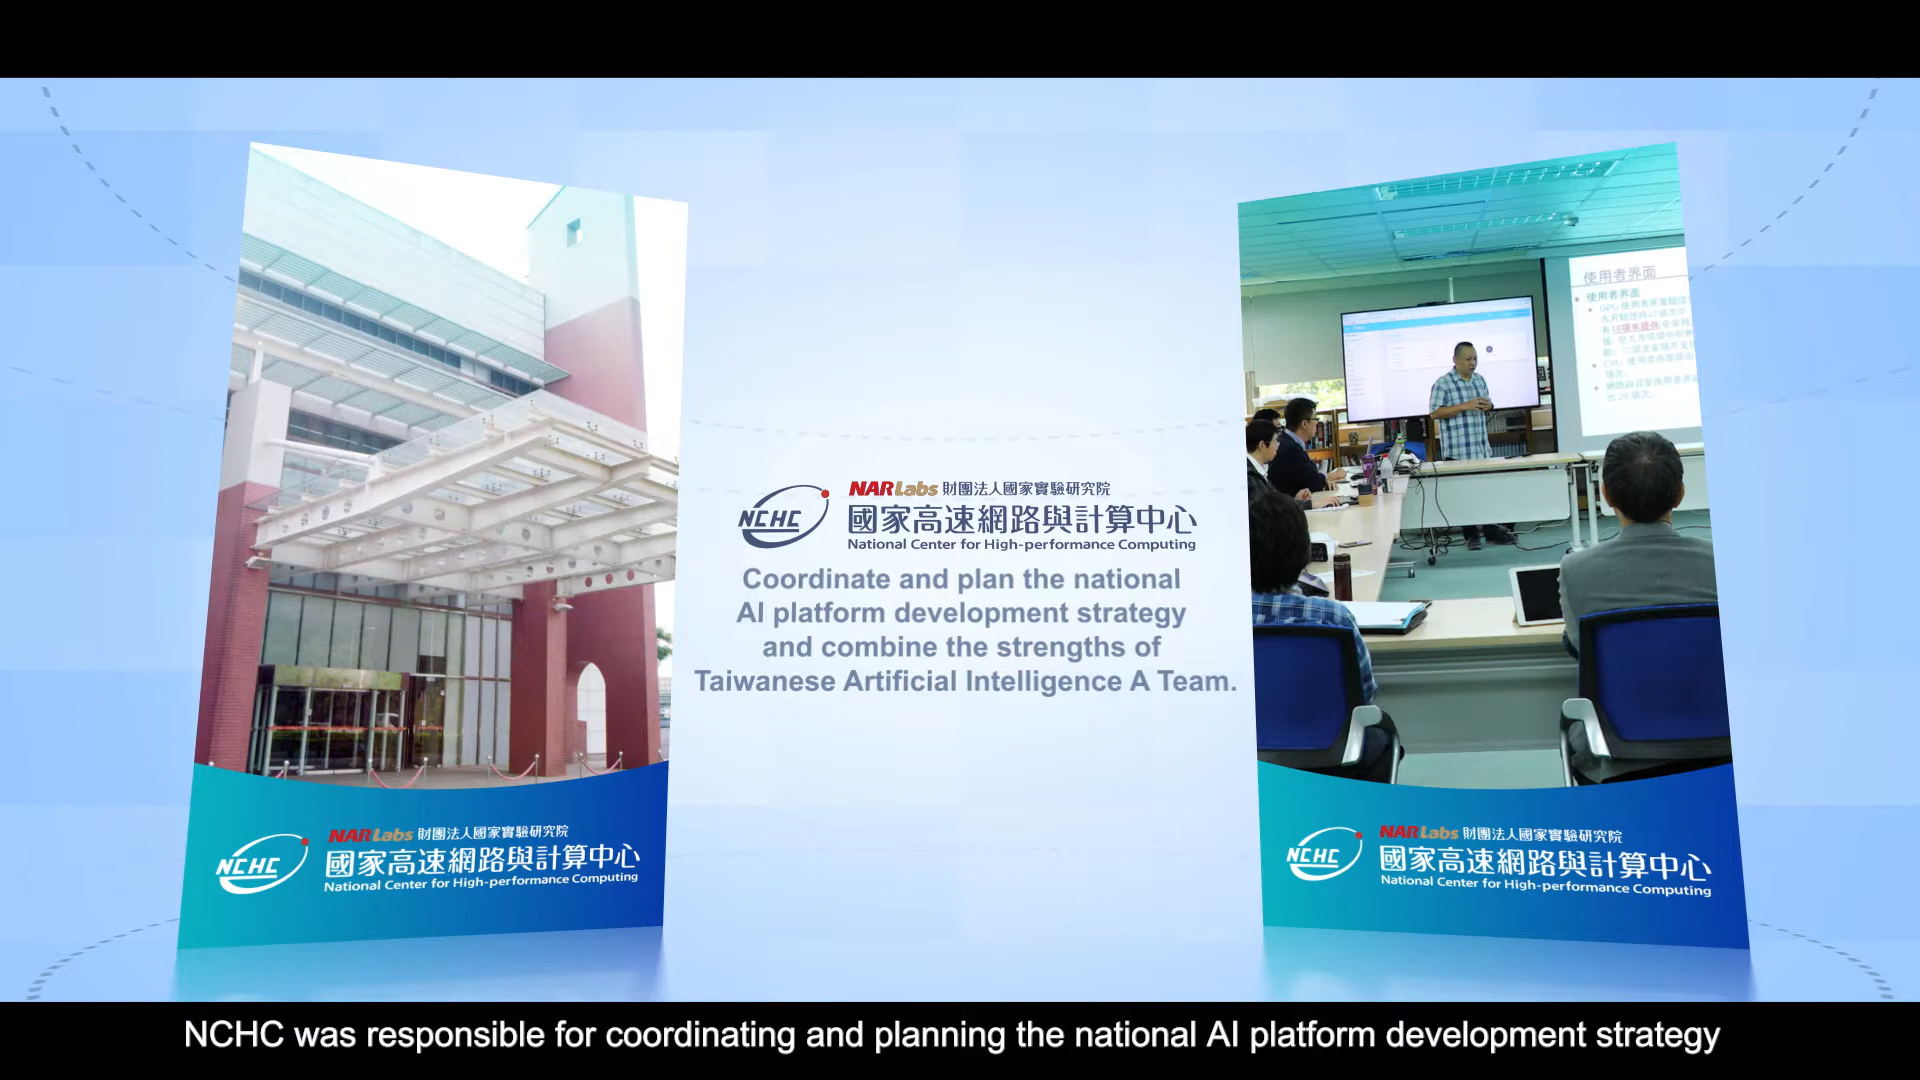 NARLabs 財團法人國家實驗研究院
NCHC 國家高速網路與計算中心
National Center for High-performance Computing
Coordinate and plan the national
AI platform development strategy
and combine the strengths of
Taiwanese Artificial Intelligence A Team.
使用者界面
使用者界面
NARLabs 財團法人國家實驗研究院
NCHC 國家高速網路與計算中心
National Center for High-performance Computing
NARLabs 財團法人國家實驗研究院
NCHC 國家高速網路與計算中心
National Center for High-performance Computing
NCHC was responsible for coordinating and planning the national AI platform development strategy